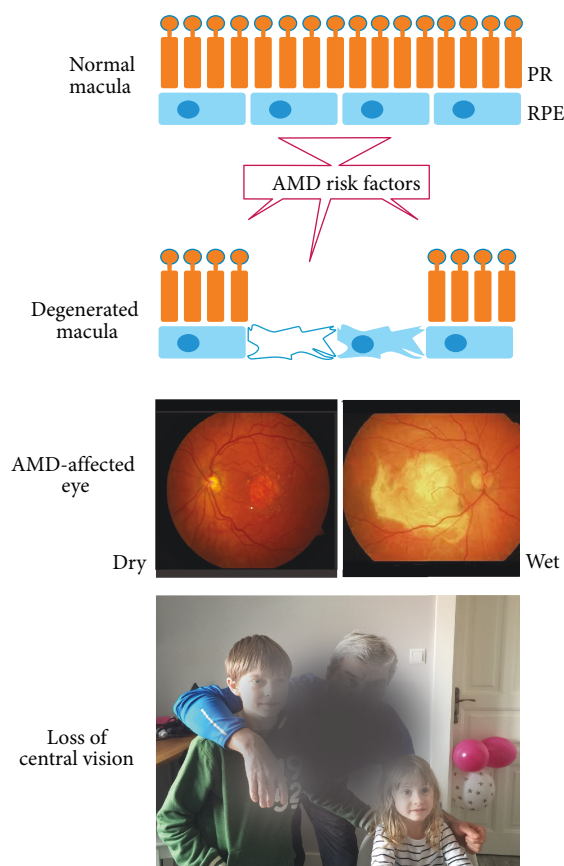 Normal
macula
PR
RPE
AMD risk factors
Degenerated
macula
AMD-affected
eye
Dry
Wet
Loss of
central vision